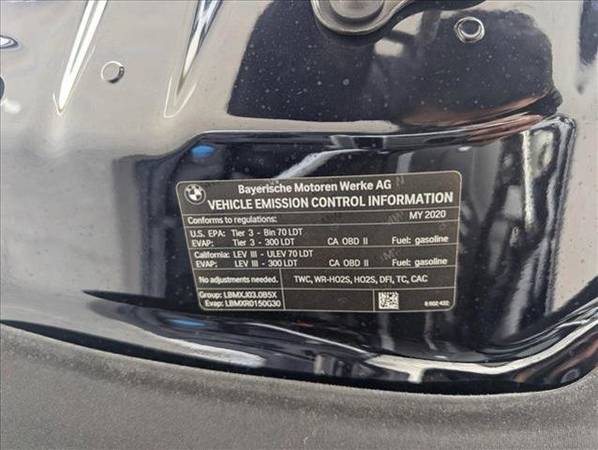 Bayerische Motoren Werke AG
VEHICLE EMISSION CONTROL INFORMATION
Conforms to regulations: MY 2020
U.S. EPA: Tier 3 - Bin 70 LDT
EVAP: Tier 3 - 300 LDT CA OBD II Fuel: gasoline
California: LEV III - ULEV 70 LDT
EVAP: LEV III - 300 LDT CA OBD II Fuel: gasoline
No adjustments needed. TWC, WR-HO2S, HO2S, DFI, TC, CAC
Group: LBMXJ03.0B5X
Evap: LBMXR0150G30
8 602 432